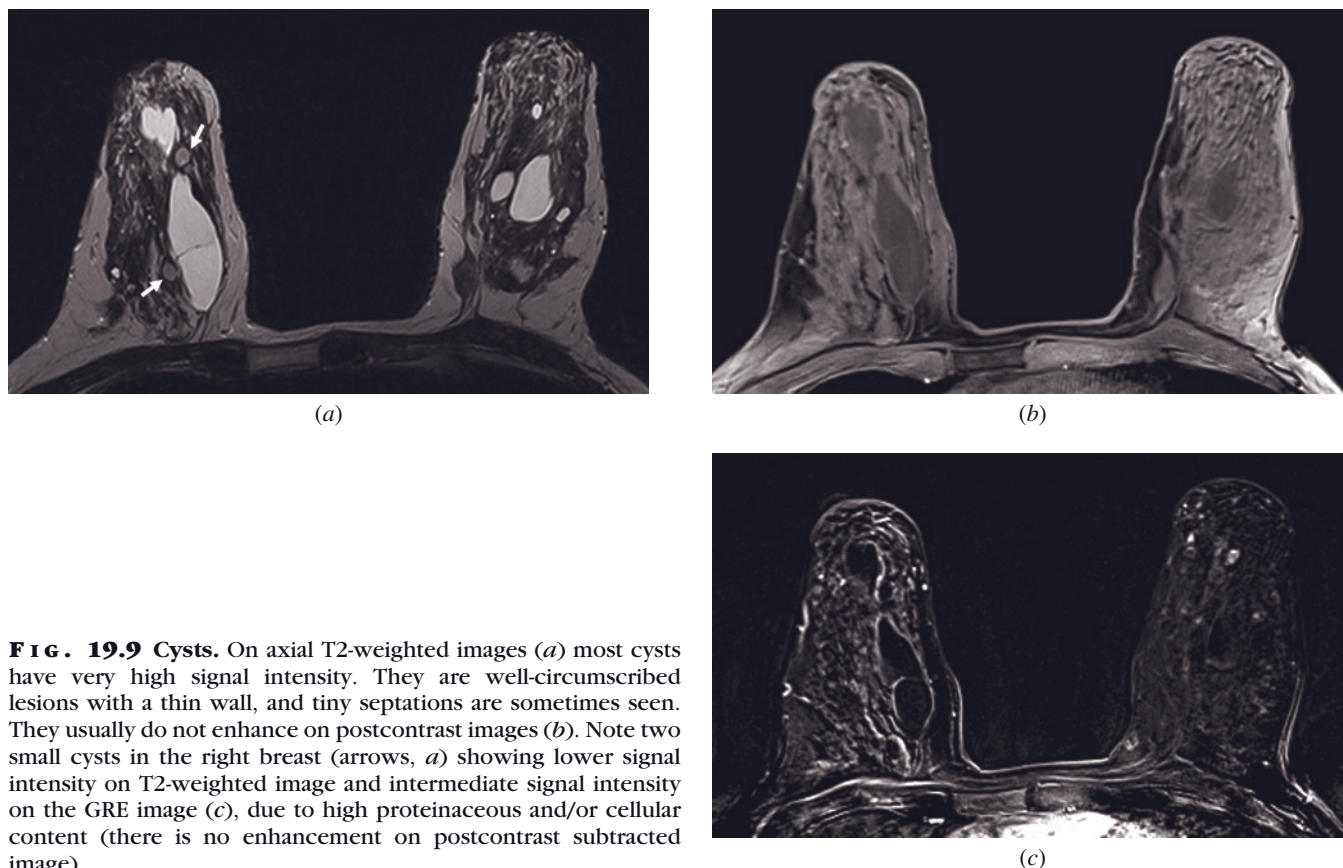 (a)
(b)
FIG. 19.9 Cysts. On axial T2-weighted images (a) most cysts
have very high signal intensity. They are well-circumscribed
lesions with a thin wall, and tiny septations are sometimes seen.
They usually do not enhance on postcontrast images (b). Note two
small cysts in the right breast (arrows, a) showing lower signal
intensity on T2-weighted image and intermediate signal intensity
on the GRE image (c), due to high proteinaceous and/or cellular
content (there is no enhancement on postcontrast subtracted
image).
(c)